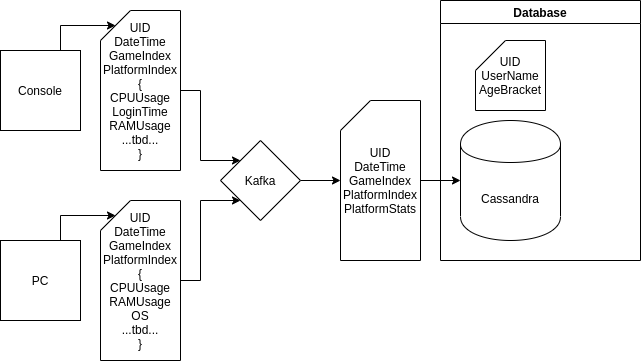 Console
UID
DateTime
GameIndex
PlatformIndex
{
CPUUsage
LoginTime
RAMUsage
...tbd...
}
PC
UID
DateTime
GameIndex
PlatformIndex
{
CPUUsage
RAMUsage
OS
...tbd...
}
Kafka
UID
DateTime
GameIndex
PlatformIndex
PlatformStats
Database
UID
UserName
AgeBracket
Cassandra